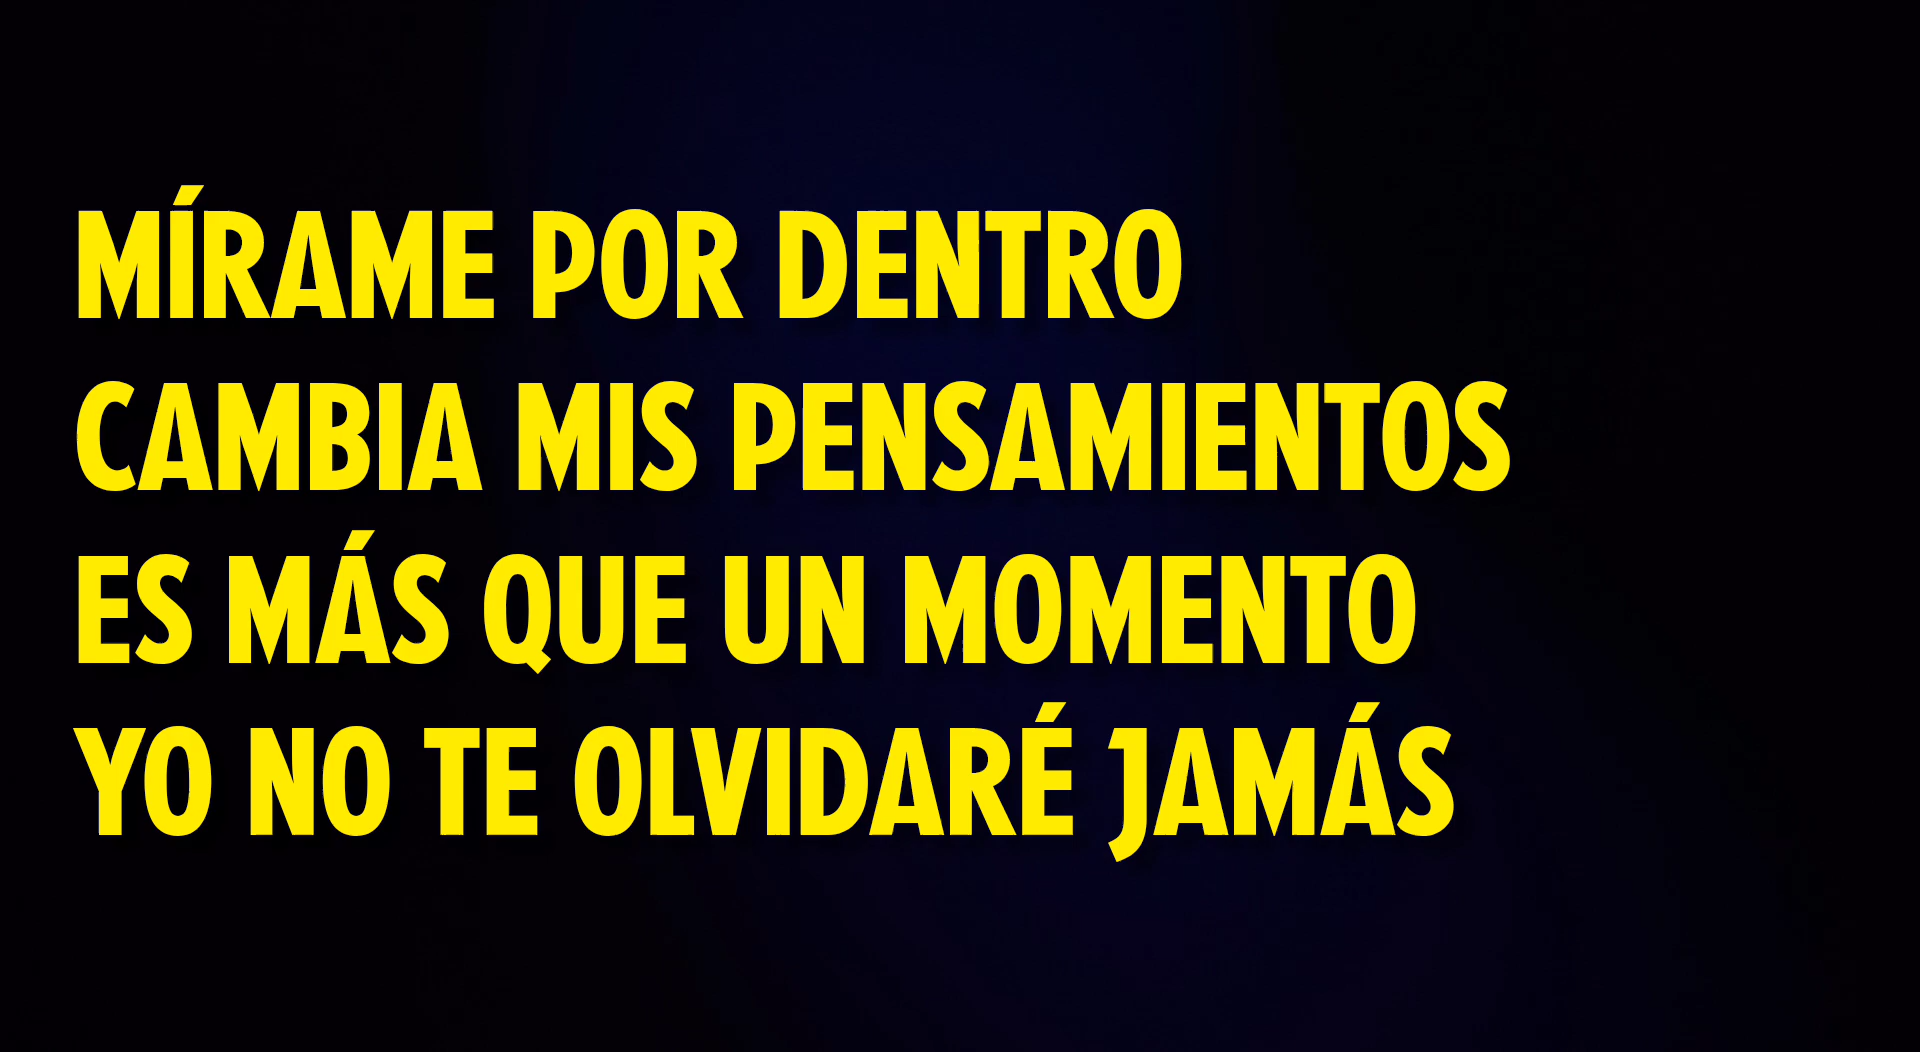 MÍRAME POR DENTRO
CAMBIA MIS PENSAMIENTOS
ES MÁS QUE UN MOMENTO
YO NO TE OLVIDARÉ JAMÁS